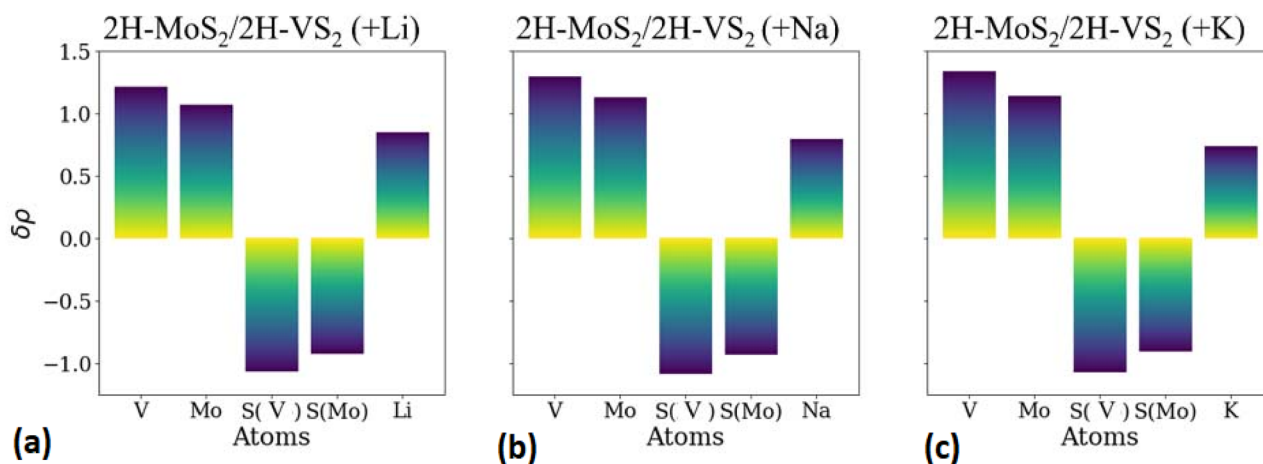 2H-MoS₂/2H-VS₂ (+Li)
1.5
1.0
0.5
0.0
−0.5
−1.0
δρ
V Mo S( V ) S(Mo) Li
Atoms
(a)
2H-MoS₂/2H-VS₂ (+Na)
V Mo S( V ) S(Mo) Na
Atoms
(b)
2H-MoS₂/2H-VS₂ (+K)
V Mo S( V ) S(Mo) K
Atoms
(c)